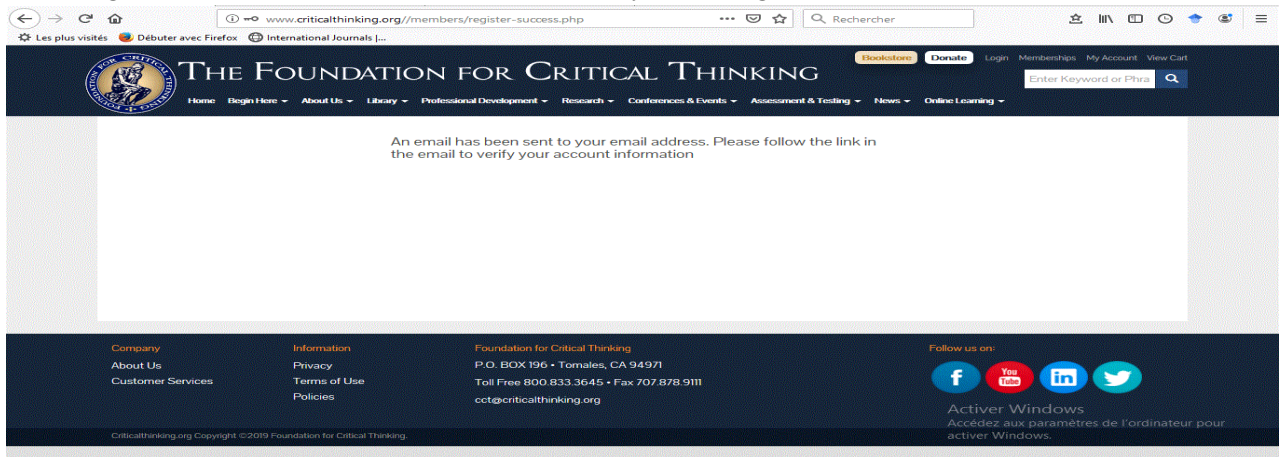 www.criticalthinking.org//members/register-success.php
Rechercher
Les plus visités Débuter avec Firefox International Journals |...
FOR CRITICAL THINKING
THE FOUNDATION FOR CRITICAL THINKING
Bookstore Donate Login Memberships My Account View Cart
Enter Keyword or Phra
Home Begin Here About Us Library Professional Development Research Conferences & Events Assessment & Testing News Online Learning
An email has been sent to your email address. Please follow the link in
the email to verify your account information
Company
About Us
Customer Services
Information
Privacy
Terms of Use
Policies
Foundation for Critical Thinking
P.O. BOX 196 • Tomales, CA 94971
Toll Free 800.833.3645 • Fax 707.878.9111
cct@criticalthinking.org
Follow us on:
f You Tube in
Activer Windows
Accédez aux paramètres de l'ordinateur pour
activer Windows.
Criticalthinking.org Copyright ©2019 Foundation for Critical Thinking.